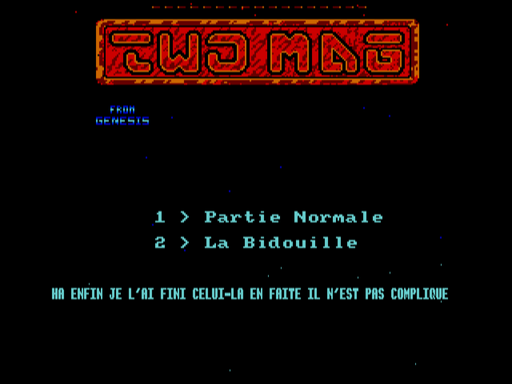 TWO MAG
FROM
GENESIS
1 > Partie Normale
2 > La Bidouille
HA ENFIN JE L'AI FINI CELUI-LA EN FAITE IL N'EST PAS COMPLIQUE